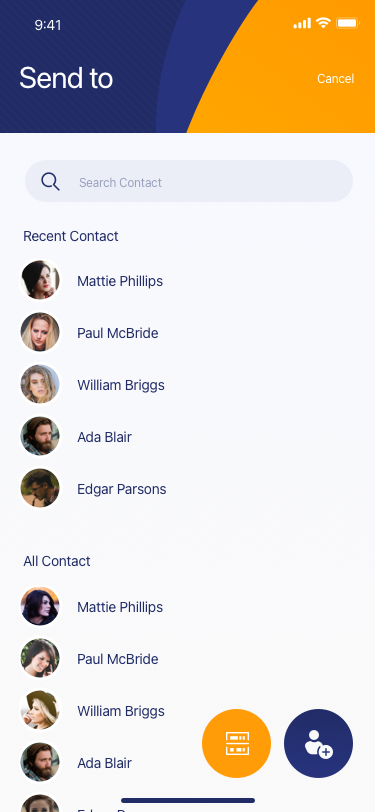 9:41
Send to
Cancel
Search Contact
Recent Contact
Mattie Phillips
Paul McBride
William Briggs
Ada Blair
Edgar Parsons
All Contact
Mattie Phillips
Paul McBride
William Briggs
Ada Blair